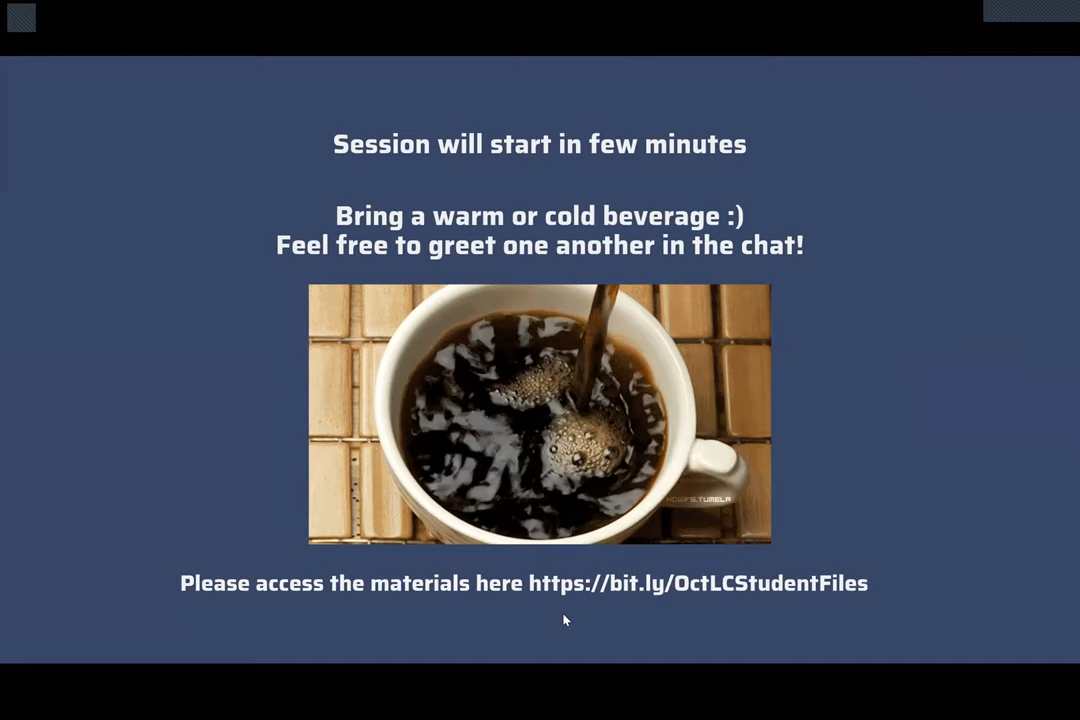 Session will start in few minutes
Bring a warm or cold beverage :)
Feel free to greet one another in the chat!
HDGIFS.TUMBLR
Please access the materials here https://bit.ly/OctLCStudentFiles